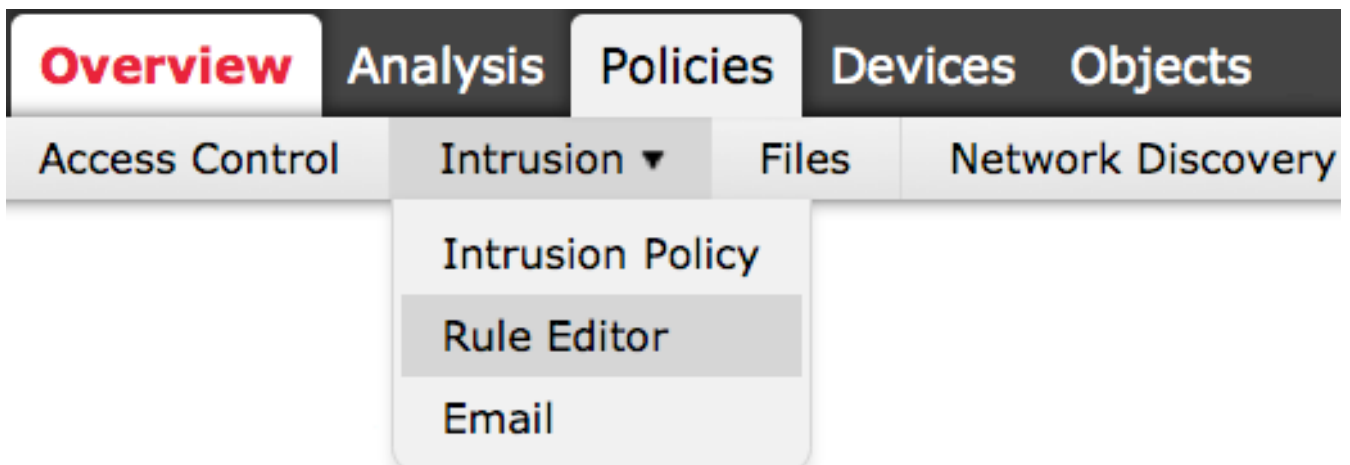 Overview Analysis Policies Devices Objects
Access Control Intrusion ▾ Files Network Discovery
Intrusion Policy
Rule Editor
Email